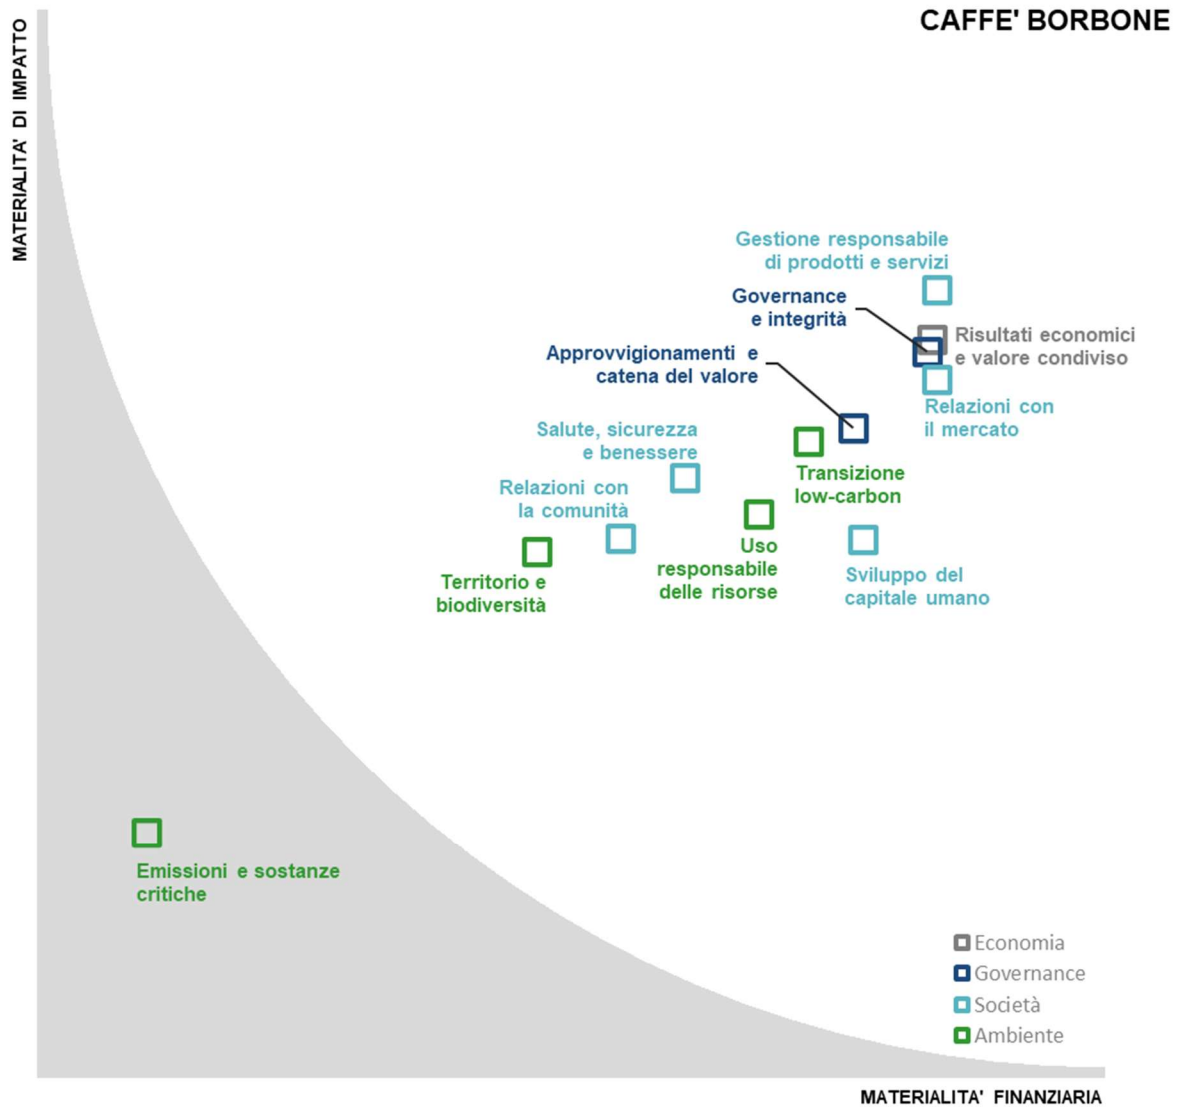 CAFFE' BORBONE
MATERIALITA' DI IMPATTO
Gestione responsabile
di prodotti e servizi
Governance
e integrità
Risultati economici
e valore condiviso
Approvvigionamenti e
catena del valore
Relazioni con
il mercato
Salute, sicurezza
e benessere
Transizione
low-carbon
Relazioni con
la comunità
Uso
responsabile
delle risorse
Territorio e
biodiversità
Sviluppo del
capitale umano
Emissioni e sostanze
critiche
Economia
Governance
Società
Ambiente
MATERIALITA' FINANZIARIA